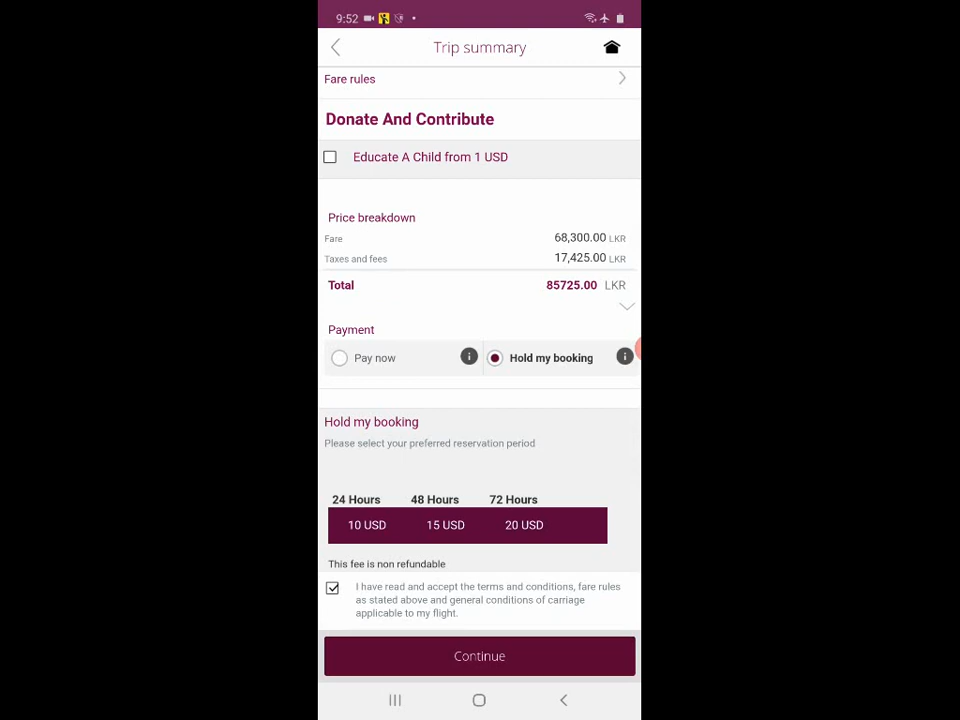 9:52
Trip summary
Fare rules
Donate And Contribute
Educate A Child from 1 USD
Price breakdown
Fare 68,300.00 LKR
Taxes and fees 17,425.00 LKR
Total 85725.00 LKR
Payment
Pay now i Hold my booking i
Hold my booking
Please select your preferred reservation period
24 Hours 48 Hours 72 Hours
10 USD 15 USD 20 USD
This fee is non refundable
I have read and accept the terms and conditions, fare rules
as stated above and general conditions of carriage
applicable to my flight.
Continue